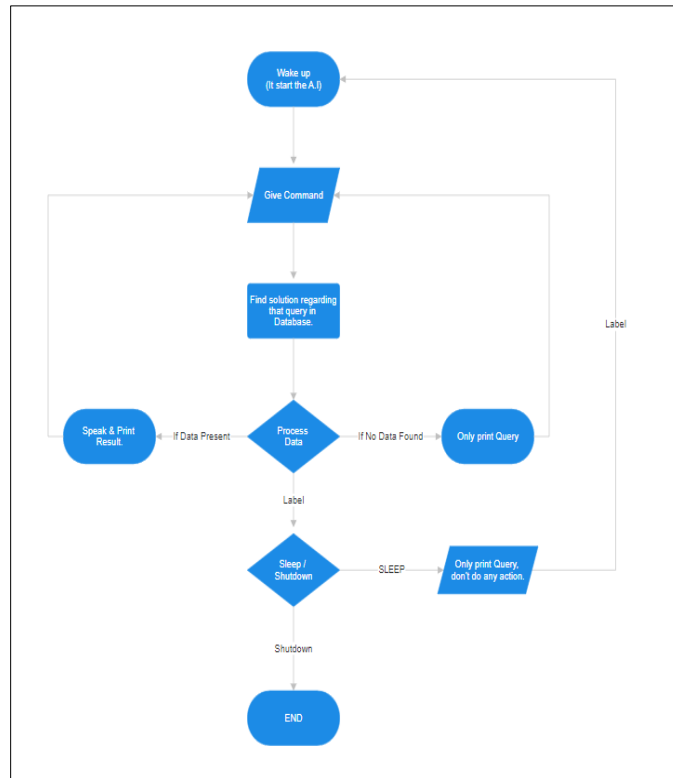 Wake up
(It start the A.I)
Give Command
Find solution regarding
that query in
Database.
Label
Speak & Print
Result.
If Data Present
Process
Data
If No Data Found
Only print Query
Label
Sleep /
Shutdown
SLEEP
Only print Query,
don't do any action.
Shutdown
END